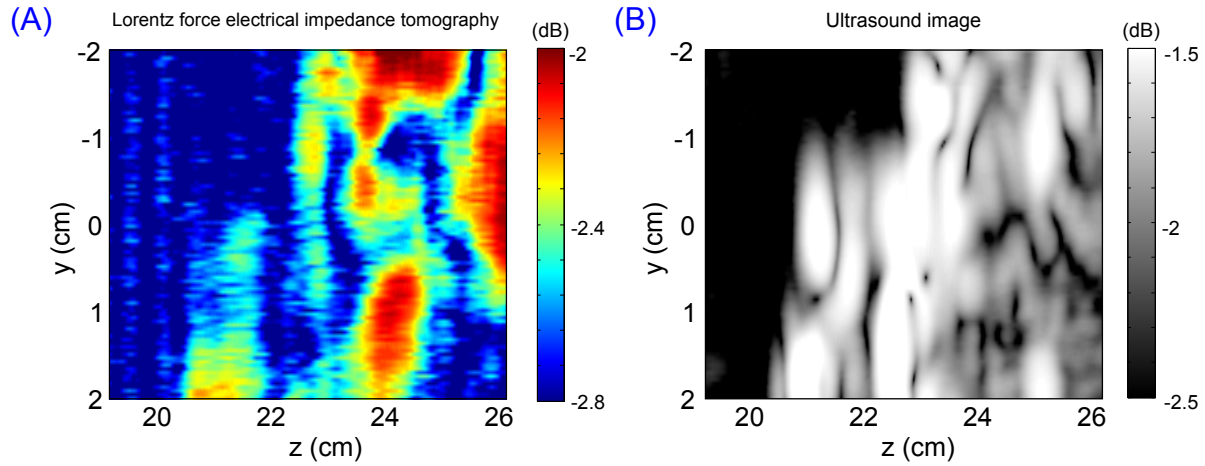 (A)
Lorentz force electrical impedance tomography
(dB)
-2
-1
0
1
2
y (cm)
20
22
24
26
z (cm)
-2
-2.4
-2.8
(B)
Ultrasound image
(dB)
-2
-1
0
1
2
y (cm)
20
22
24
26
z (cm)
-1.5
-2
-2.5